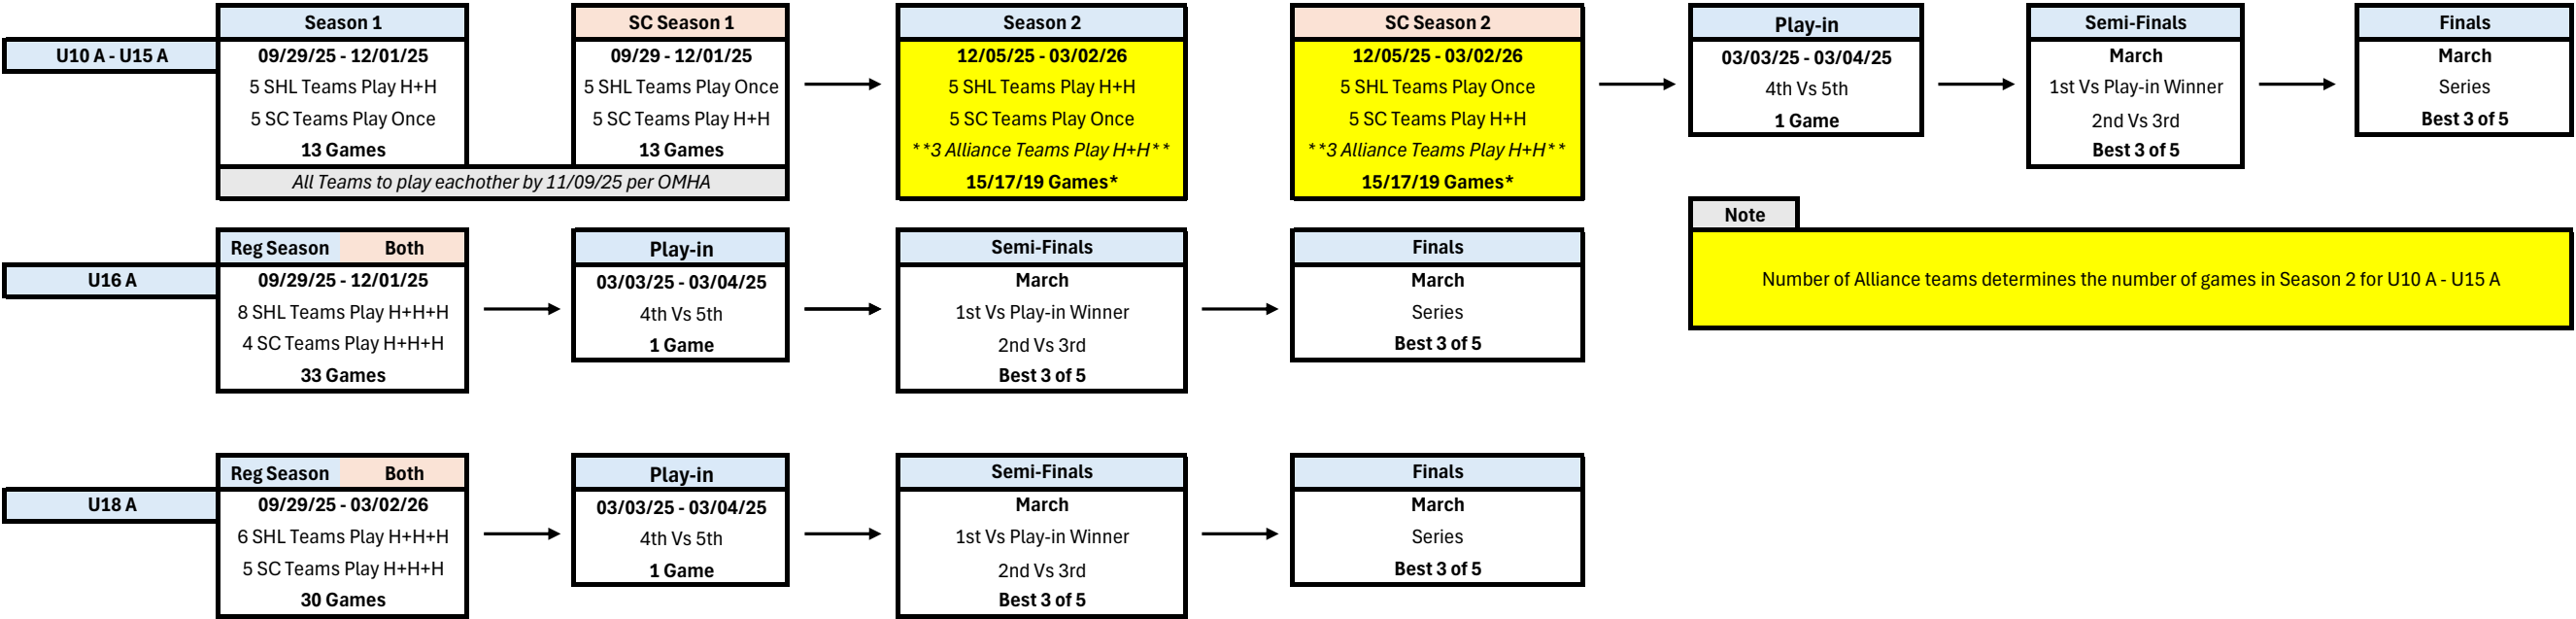 U10 A - U15 A
Season 1
09/29/25 - 12/01/25
5 SHL Teams Play H+H
5 SC Teams Play Once
13 Games
SC Season 1
09/29 - 12/01/25
5 SHL Teams Play Once
5 SC Teams Play H+H
13 Games
All Teams to play eachother by 11/09/25 per OMHA
Season 2
12/05/25 - 03/02/26
5 SHL Teams Play H+H
5 SC Teams Play Once
**3 Alliance Teams Play H+H**
15/17/19 Games*
SC Season 2
12/05/25 - 03/02/26
5 SHL Teams Play Once
5 SC Teams Play H+H
**3 Alliance Teams Play H+H**
15/17/19 Games*
Play-in
03/03/25 - 03/04/25
4th Vs 5th
1 Game
Semi-Finals
March
1st Vs Play-in Winner
2nd Vs 3rd
Best 3 of 5
Finals
March
Series
Best 3 of 5
Note
Number of Alliance teams determines the number of games in Season 2 for U10 A - U15 A
U16 A
Reg Season Both
09/29/25 - 12/01/25
8 SHL Teams Play H+H+H
4 SC Teams Play H+H+H
33 Games
Play-in
03/03/25 - 03/04/25
4th Vs 5th
1 Game
Semi-Finals
March
1st Vs Play-in Winner
2nd Vs 3rd
Best 3 of 5
Finals
March
Series
Best 3 of 5
U18 A
Reg Season Both
09/29/25 - 03/02/26
6 SHL Teams Play H+H+H
5 SC Teams Play H+H+H
30 Games
Play-in
03/03/25 - 03/04/25
4th Vs 5th
1 Game
Semi-Finals
March
1st Vs Play-in Winner
2nd Vs 3rd
Best 3 of 5
Finals
March
Series
Best 3 of 5